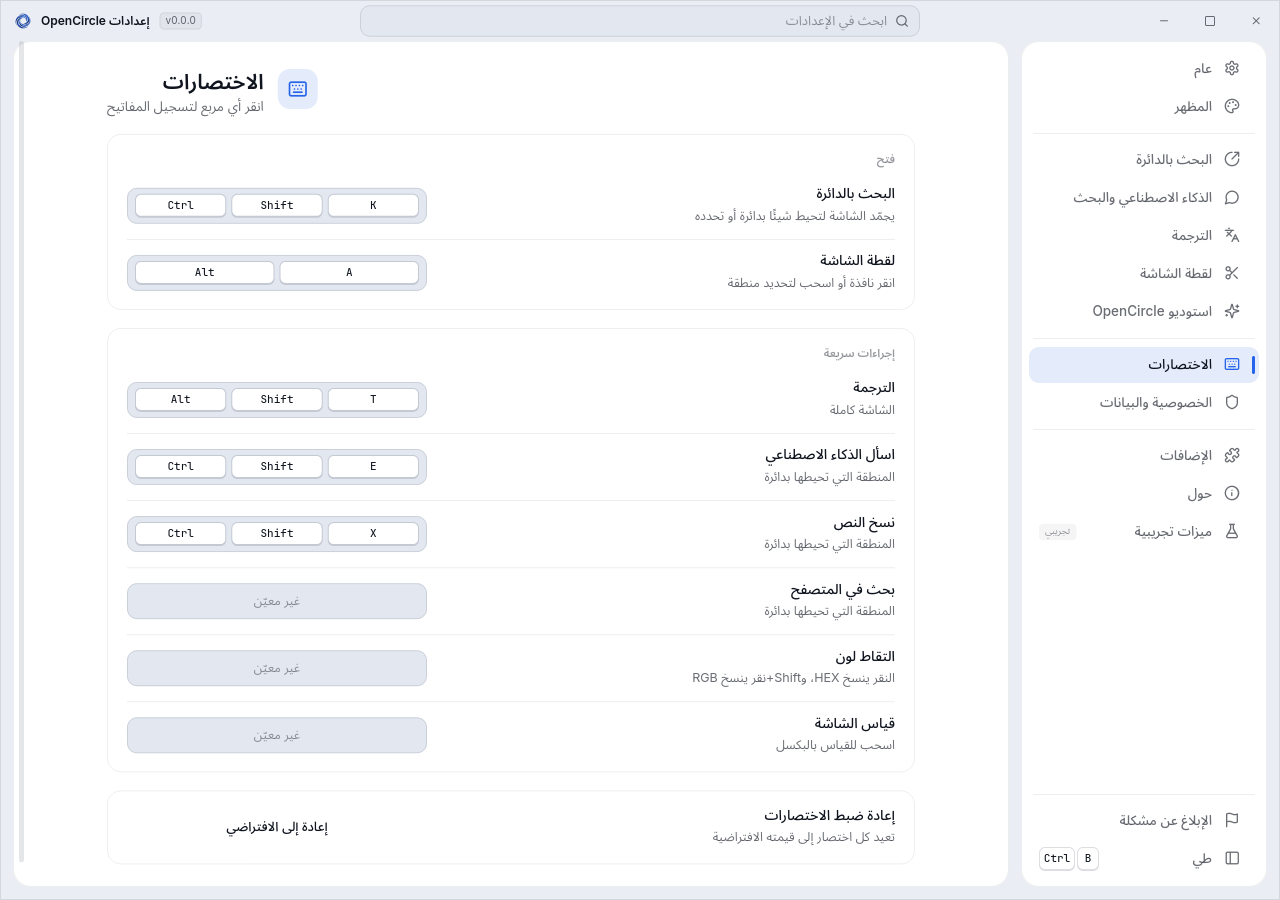 إعدادات OpenCircle
v0.0.0
ابحث في الإعدادات
عام
المظهر
البحث بالدائرة
الذكاء الاصطناعي والبحث
الترجمة
لقطة الشاشة
استوديو OpenCircle
الاختصارات
الخصوصية والبيانات
الإضافات
حول
ميزات تجريبية
تجريبي
الإبلاغ عن مشكلة
طي
Ctrl B
الاختصارات
انقر أي مربع لتسجيل المفاتيح
فتح
البحث بالدائرة
يجمّد الشاشة لتحيط شيئًا بدائرة أو تحدده
Ctrl Shift K
لقطة الشاشة
انقر نافذة أو اسحب لتحديد منطقة
Alt A
إجراءات سريعة
الترجمة
الشاشة كاملة
Alt Shift T
اسأل الذكاء الاصطناعي
المنطقة التي تحيطها بدائرة
Ctrl Shift E
نسخ النص
المنطقة التي تحيطها بدائرة
Ctrl Shift X
بحث في المتصفح
المنطقة التي تحيطها بدائرة
غير معيّن
التقاط لون
النقر ينسخ HEX، وShift+نقر ينسخ RGB
غير معيّن
قياس الشاشة
اسحب للقياس بالبكسل
غير معيّن
إعادة ضبط الاختصارات
تعيد كل اختصار إلى قيمته الافتراضية
إعادة إلى الافتراضي